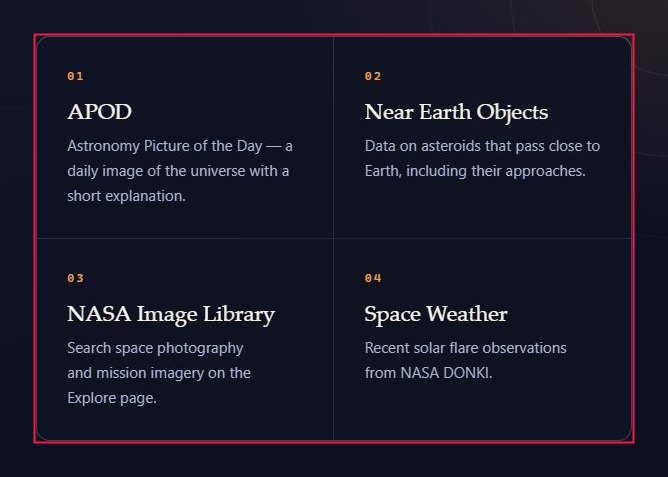 01
APOD
Astronomy Picture of the Day — a
daily image of the universe with a
short explanation.
02
Near Earth Objects
Data on asteroids that pass close to
Earth, including their approaches.
03
NASA Image Library
Search space photography
and mission imagery on the
Explore page.
04
Space Weather
Recent solar flare observations
from NASA DONKI.